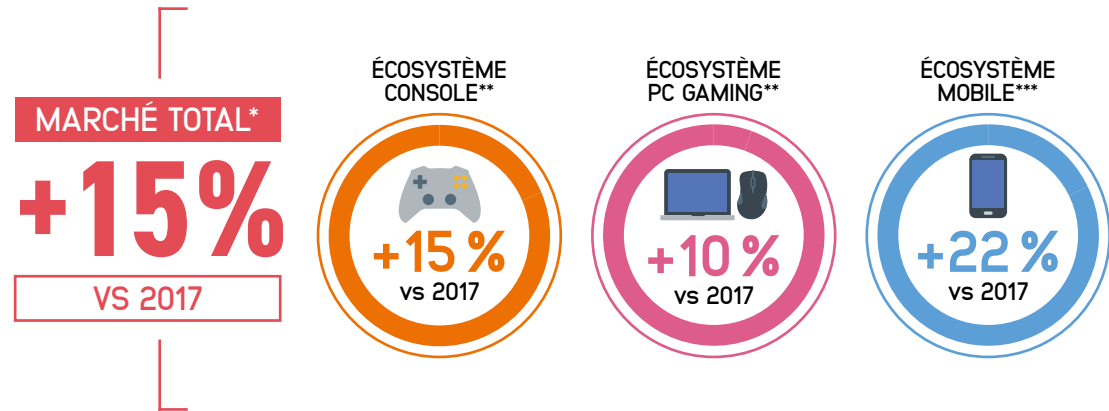 MARCHÉ TOTAL*
+15%
VS 2017
ÉCOSYSTÈME
CONSOLE**
+15 %
vs 2017
ÉCOSYSTÈME
PC GAMING**
+10 %
vs 2017
ÉCOSYSTÈME
MOBILE***
+22 %
vs 2017